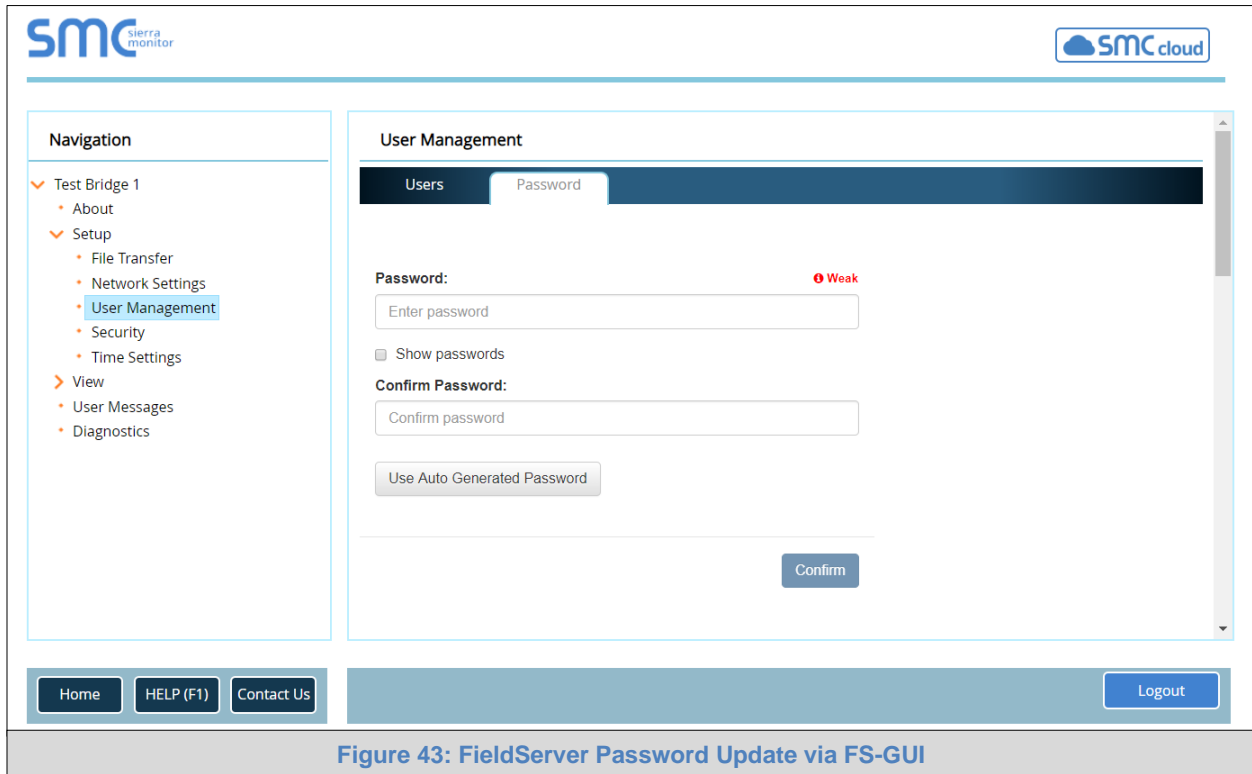 SMC sierra monitor
SMC cloud
Navigation
Test Bridge 1
About
Setup
File Transfer
Network Settings
User Management
Security
Time Settings
View
User Messages
Diagnostics
User Management
Users Password
Password: Weak
Enter password
Show passwords
Confirm Password:
Confirm password
Use Auto Generated Password
Confirm
Home HELP (F1) Contact Us
Logout
Figure 43: FieldServer Password Update via FS-GUI